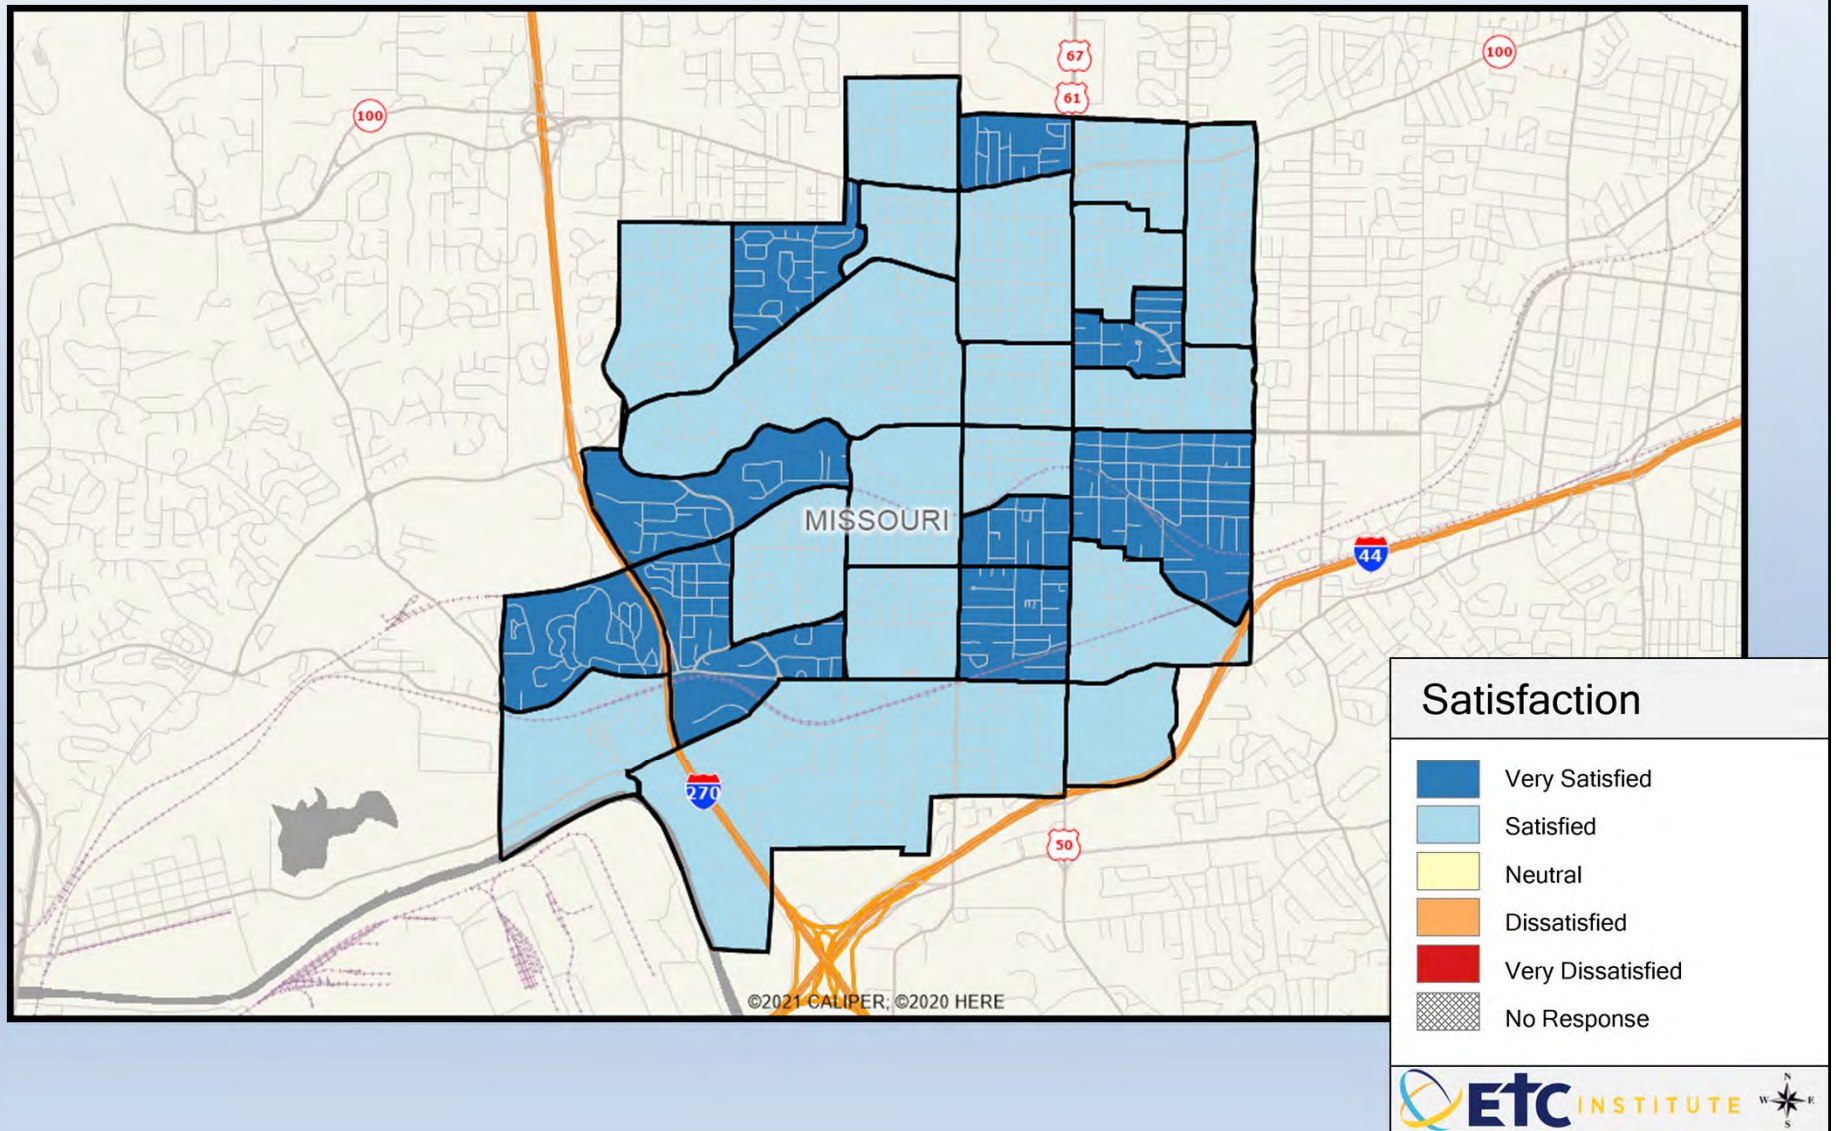 67
100
61
100
MISSOURI
44
270
50
©2021 CALIPER; ©2020 HERE
Satisfaction
Very Satisfied
Satisfied
Neutral
Dissatisfied
Very Dissatisfied
No Response
ETC INSTITUTE
N
W E
S